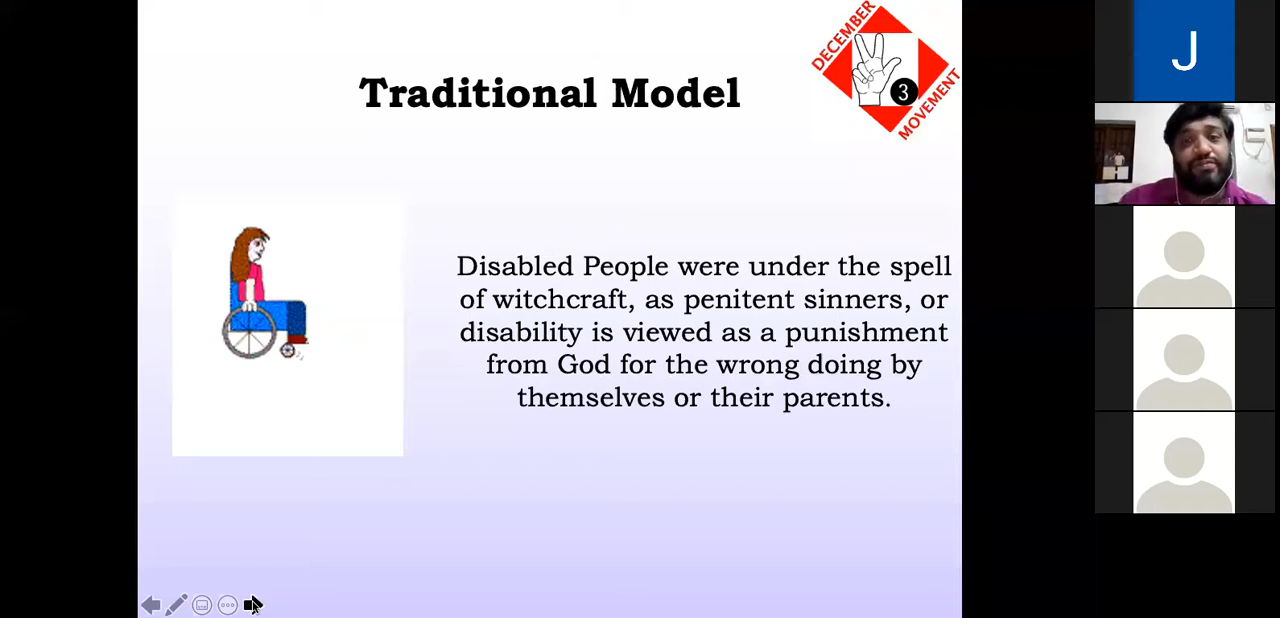 Traditional Model
DECEMBER
3
MOVEMENT
Disabled People were under the spell
of witchcraft, as penitent sinners, or
disability is viewed as a punishment
from God for the wrong doing by
themselves or their parents.
J